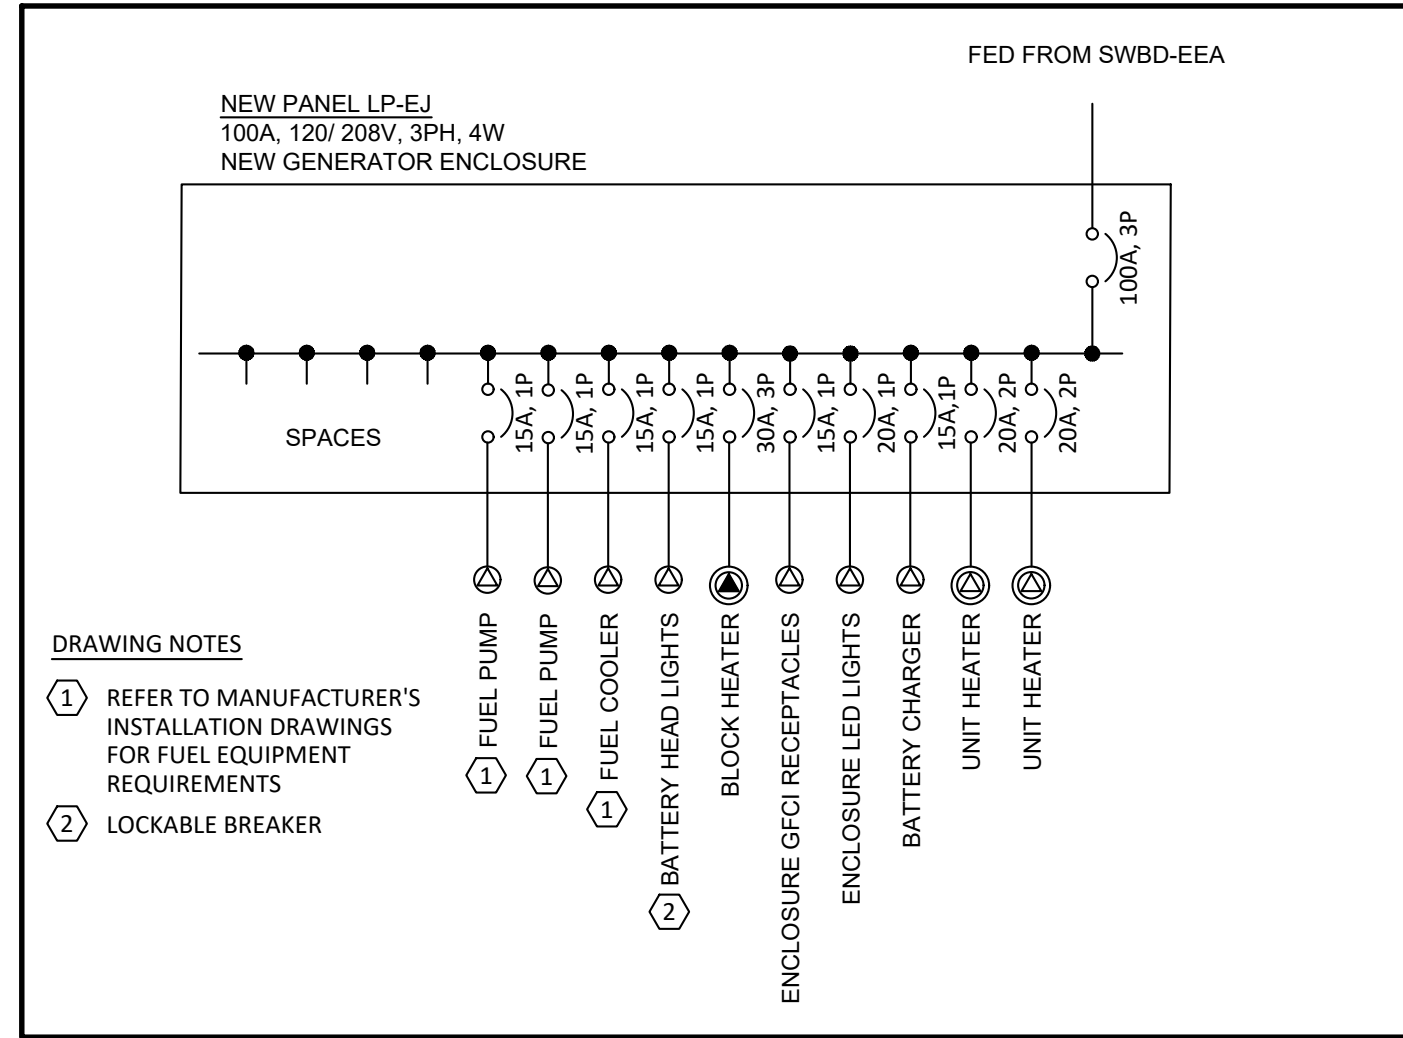 FED FROM SWBD-EEA
NEW PANEL LP-EJ
100A, 120/ 208V, 3PH, 4W
NEW GENERATOR ENCLOSURE
100A, 3P
SPACES
15A, 1P
15A, 1P
15A, 1P
15A, 1P
30A, 3P
15A, 1P
20A, 1P
15A,1P
20A, 2P
20A, 2P
1 FUEL PUMP
1 FUEL PUMP
1 FUEL COOLER
2 BATTERY HEAD LIGHTS
BLOCK HEATER
ENCLOSURE GFCI RECEPTACLES
ENCLOSURE LED LIGHTS
BATTERY CHARGER
UNIT HEATER
UNIT HEATER
DRAWING NOTES
1 REFER TO MANUFACTURER'S
INSTALLATION DRAWINGS
FOR FUEL EQUIPMENT
REQUIREMENTS
2 LOCKABLE BREAKER